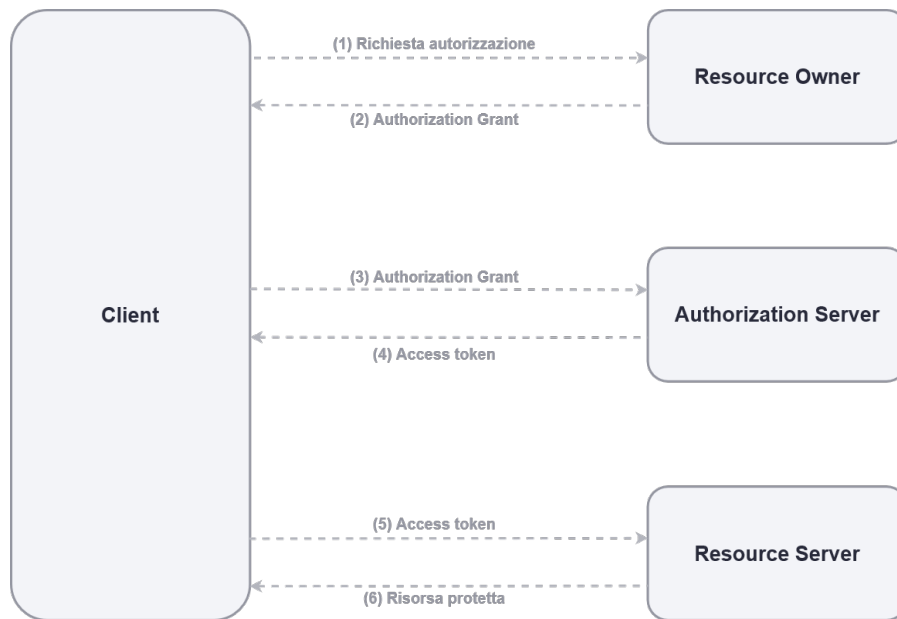 (1) Richiesta autorizzazione
Resource Owner
(2) Authorization Grant
(3) Authorization Grant
Client
Authorization Server
(4) Access token
(5) Access token
Resource Server
(6) Risorsa protetta